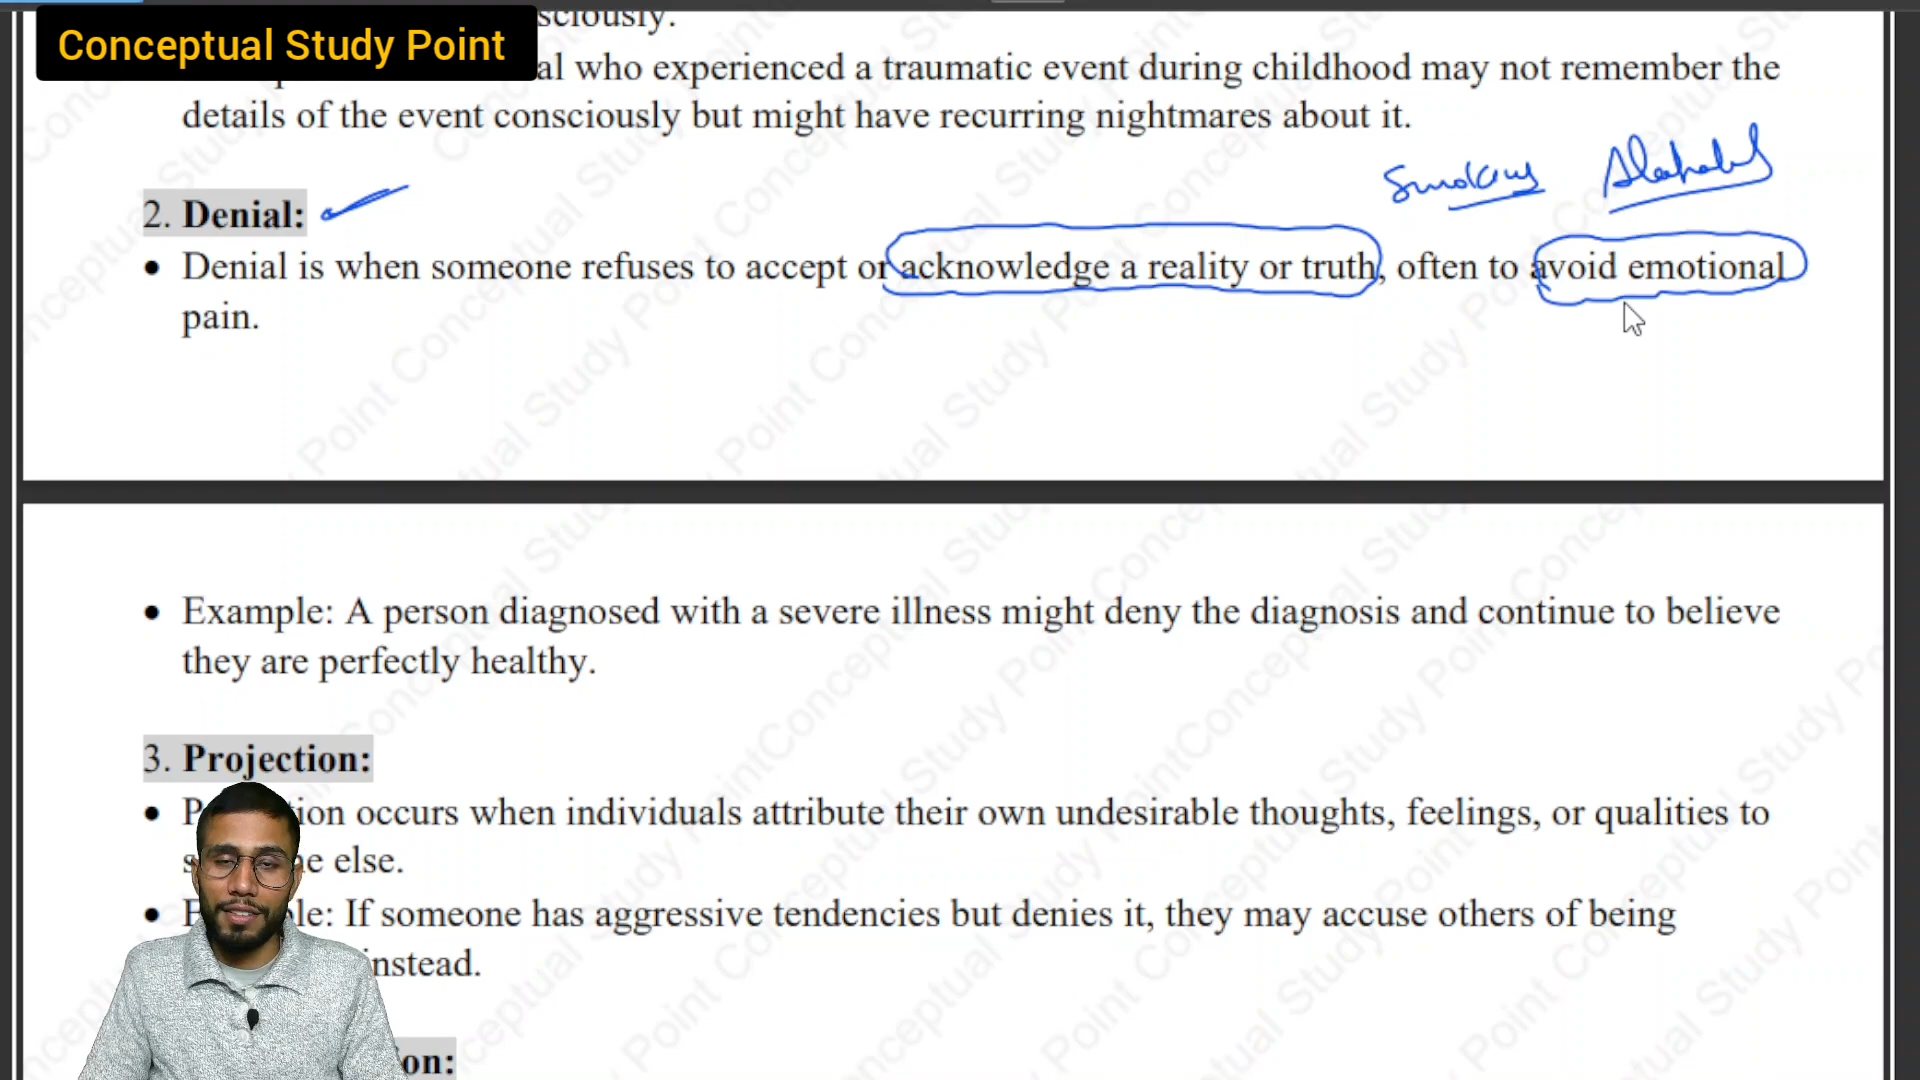 Conceptual Study Point
sciously.
al who experienced a traumatic event during childhood may not remember the
details of the event consciously but might have recurring nightmares about it.
Smoking Alcohol
2. Denial:
• Denial is when someone refuses to accept or acknowledge a reality or truth, often to avoid emotional
pain.
• Example: A person diagnosed with a severe illness might deny the diagnosis and continue to believe
they are perfectly healthy.
3. Projection:
• P ion occurs when individuals attribute their own undesirable thoughts, feelings, or qualities to
s e else.
• E le: If someone has aggressive tendencies but denies it, they may accuse others of being
nstead.
on: